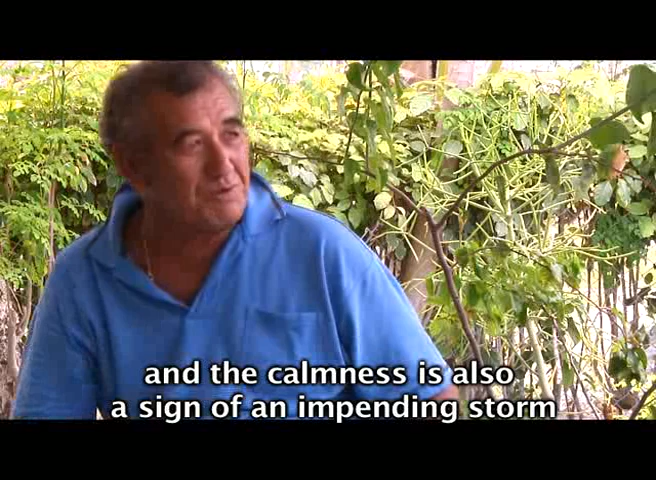 and the calmness is also
a sign of an impending storm